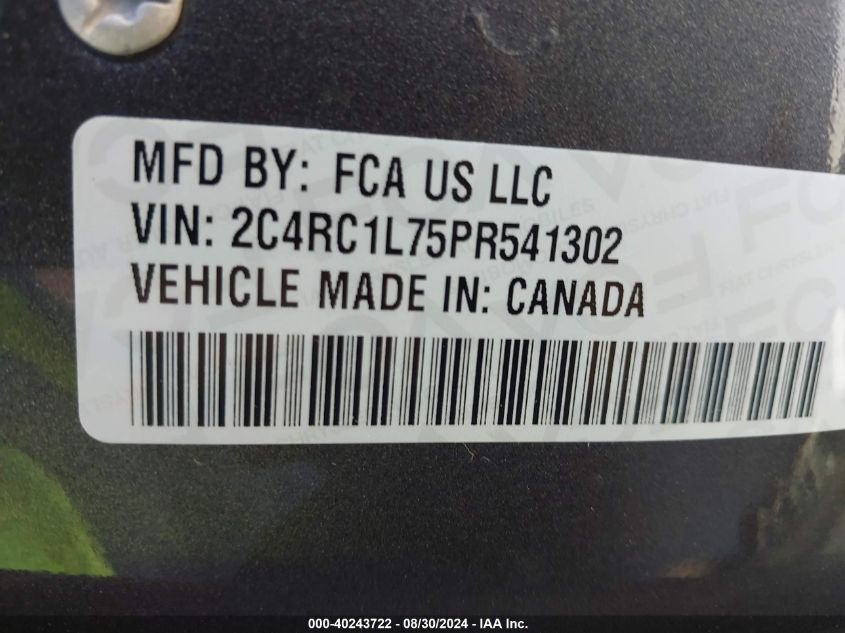 MFD BY: FCA US LLC
VIN: 2C4RC1L75PR541302
VEHICLE MADE IN: CANADA
000-40243722 - 08/30/2024 - IAA Inc.